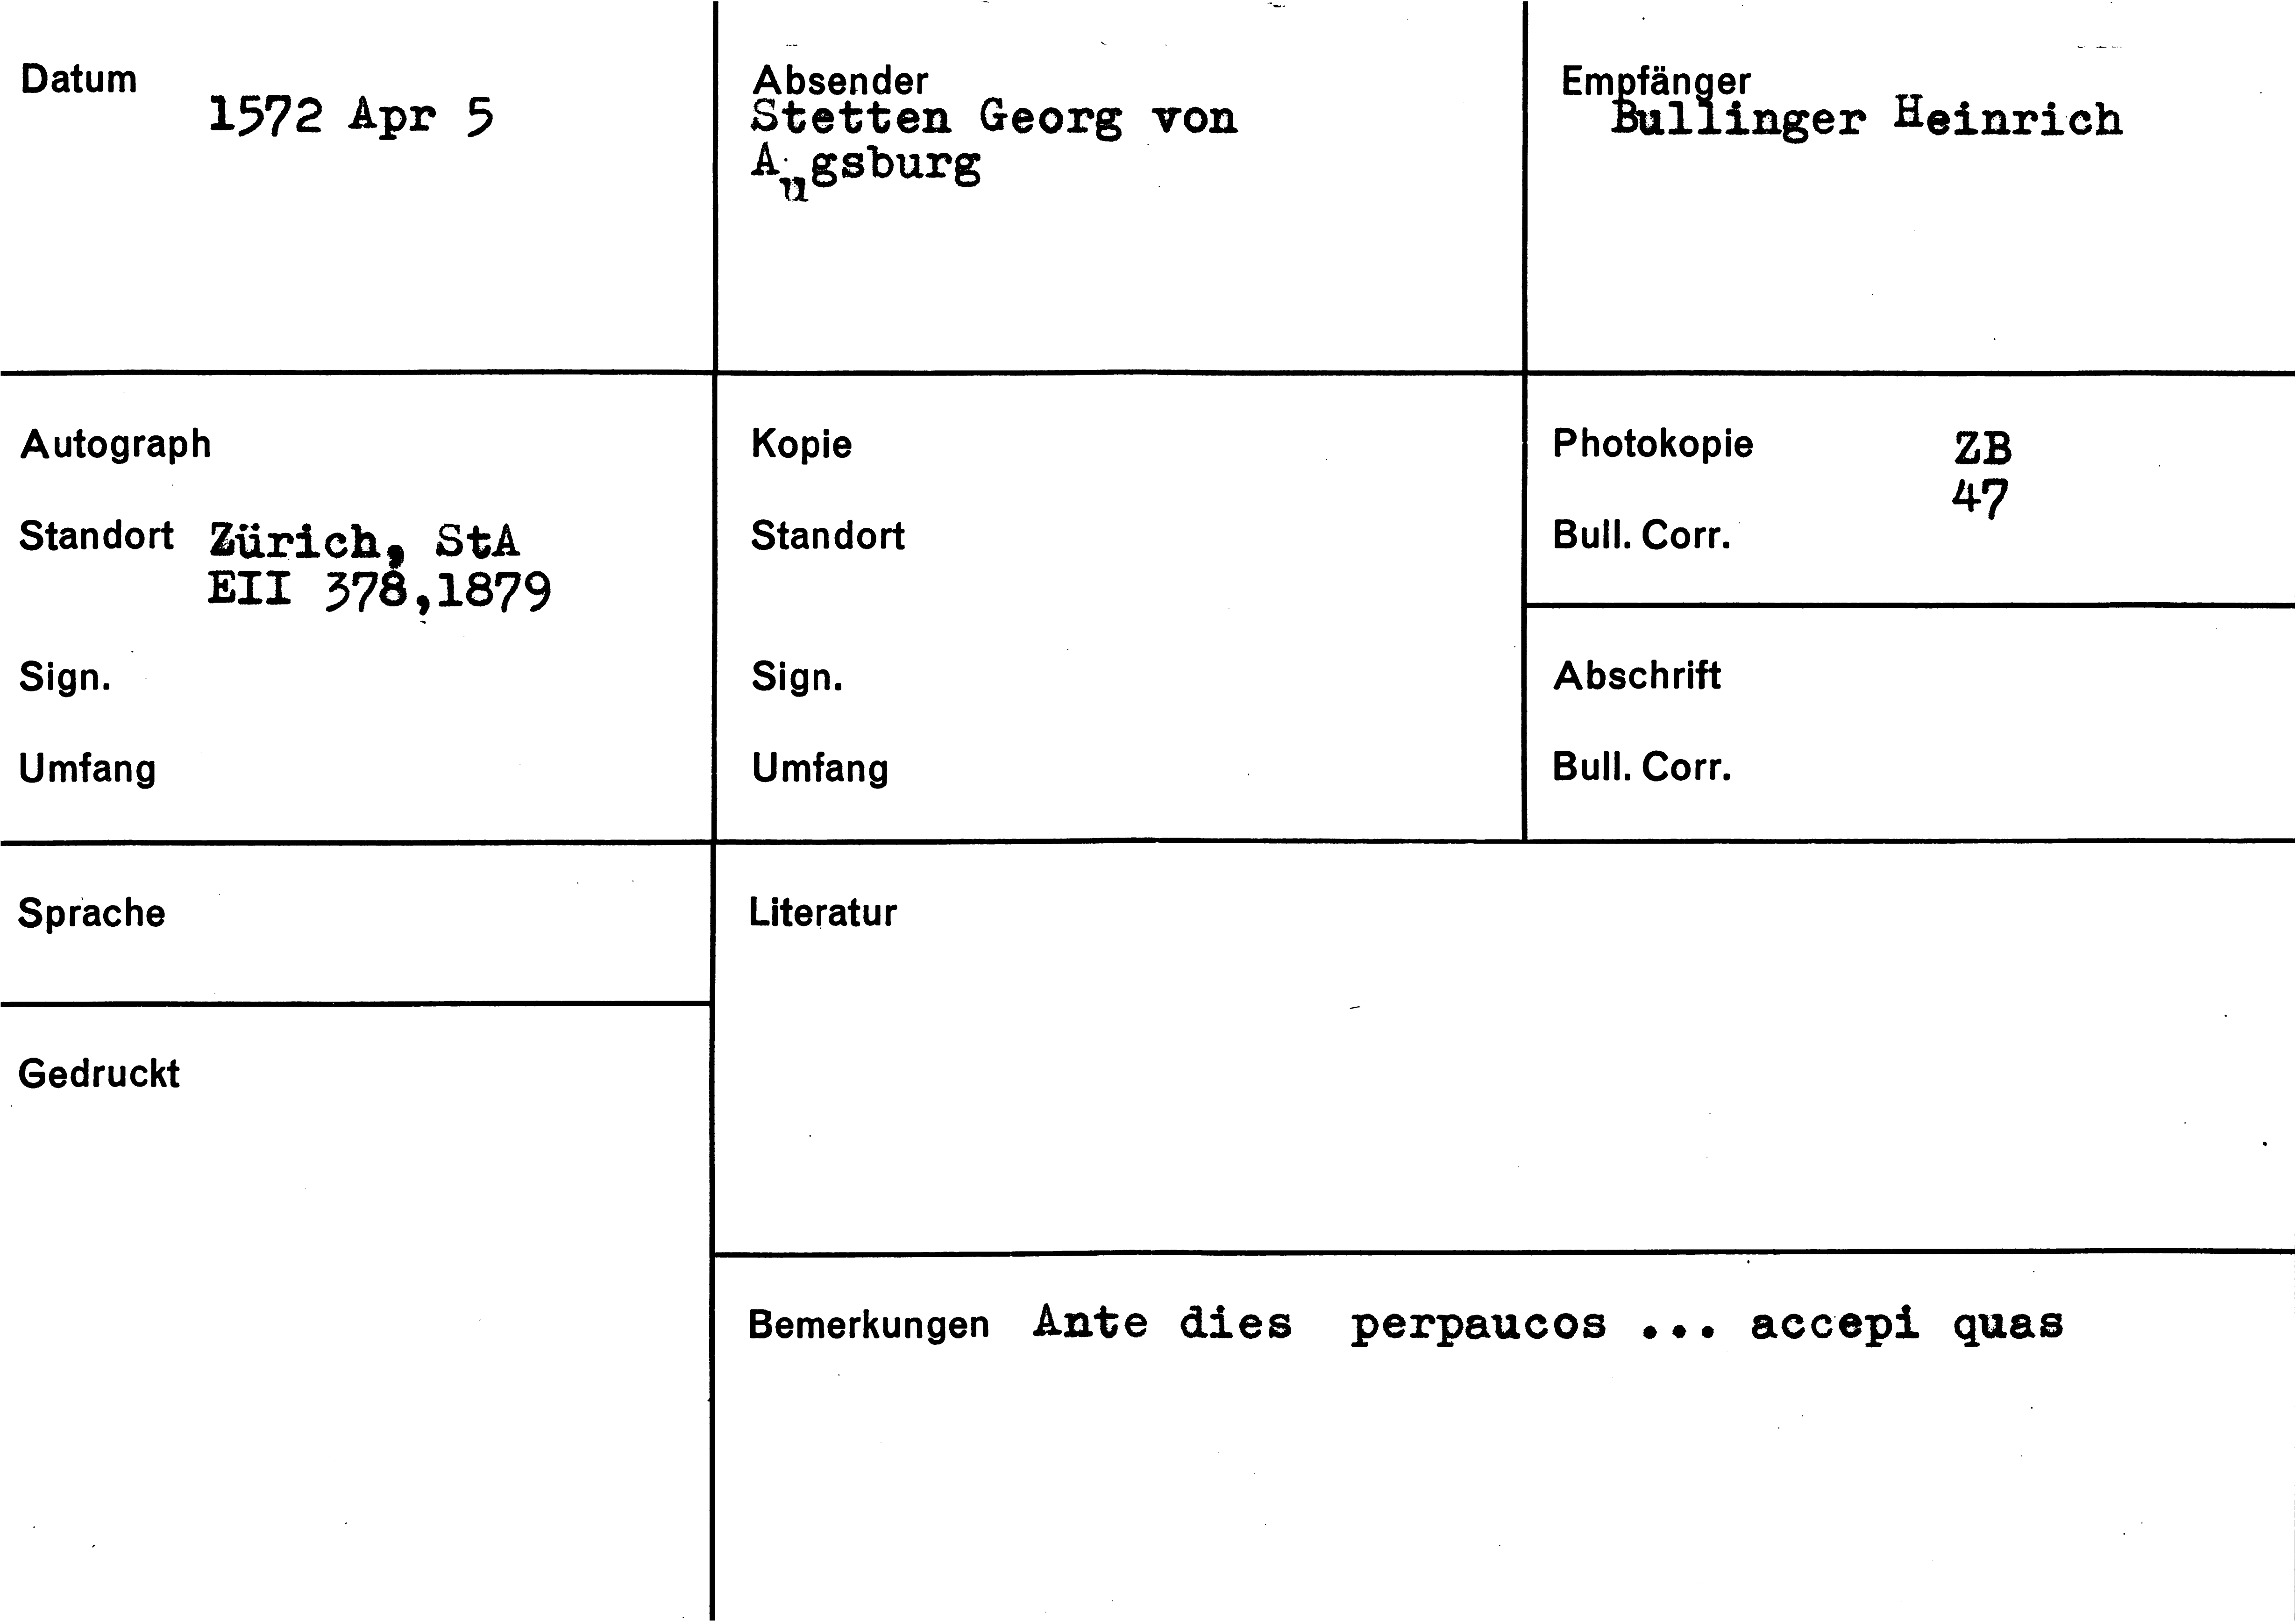 Datum
1572 Apr 5
Absender
Stetten Georg von
Augsburg
Empfänger
Bullinger Heinrich
Autograph
Standort Zürich, StA
EII 378,1879
Sign.
Umfang
Kopie
Standort
Sign.
Umfang
Photokopie ZB
47
Bull. Corr.
Abschrift
Bull. Corr.
Sprache
Gedruckt
Literatur
Bemerkungen Ante dies perpaucos ... accepi quas